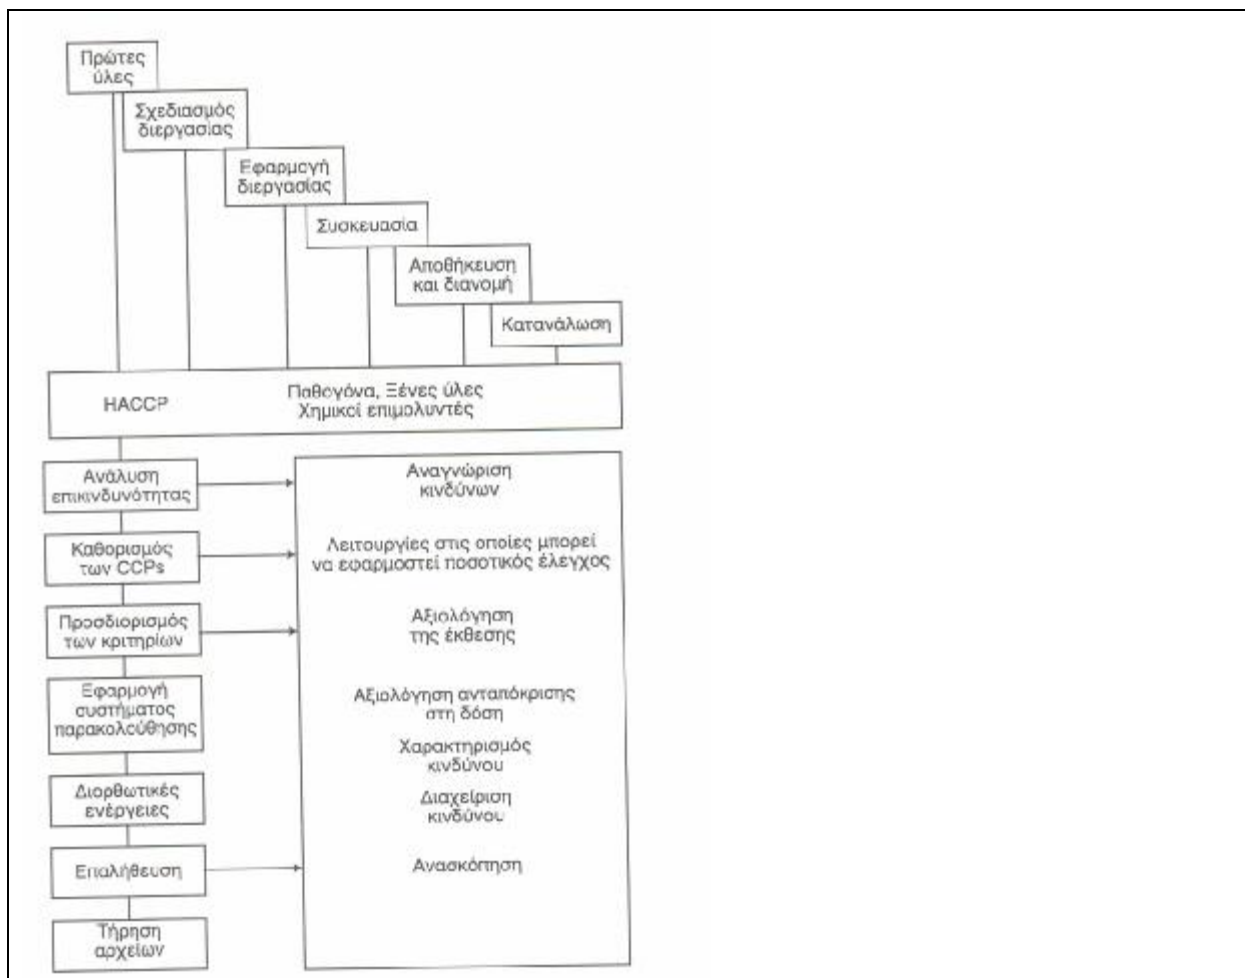 Πρώτες
ύλες
Σχεδιασμός
διεργασίας
Εφαρμογή
διεργασίας
Συσκευασία
Αποθήκευση
και διανομή
Κατανάλωση
HACCP
Παθογόνα, Ξένες ύλες
Χημικοί επιμολυντές
Ανάλυση
επικινδυνότητας
Αναγνώριση
κινδύνων
Καθορισμός
των CCPs
Λειτουργίες στις οποίες μπορεί
να εφαρμοστεί ποσοτικός έλεγχος
Προσδιορισμός
των κριτηρίων
Αξιολόγηση
της έκθεσης
Εφαρμογή
συστήματος
παρακολούθησης
Αξιολόγηση ανταπόκρισης
στη δόση
Χαρακτηρισμός
κινδύνου
Διορθωτικές
ενέργειες
Διαχείριση
κινδύνου
Επαλήθευση
Ανασκόπηση
Τήρηση
αρχείων